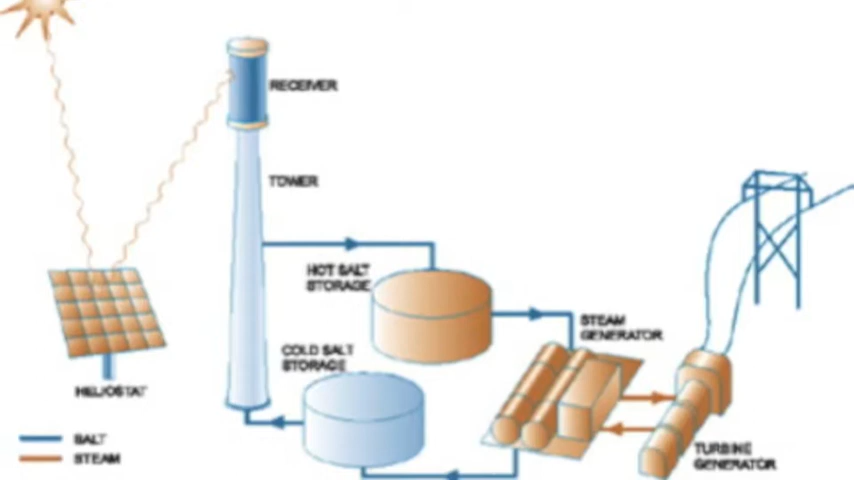 RECEIVER
TOWER
HOT SALT
STORAGE
STEAM
GENERATOR
COLD SALT
STORAGE
HELIOSTAT
SALT
STEAM
TURBINE
GENERATOR